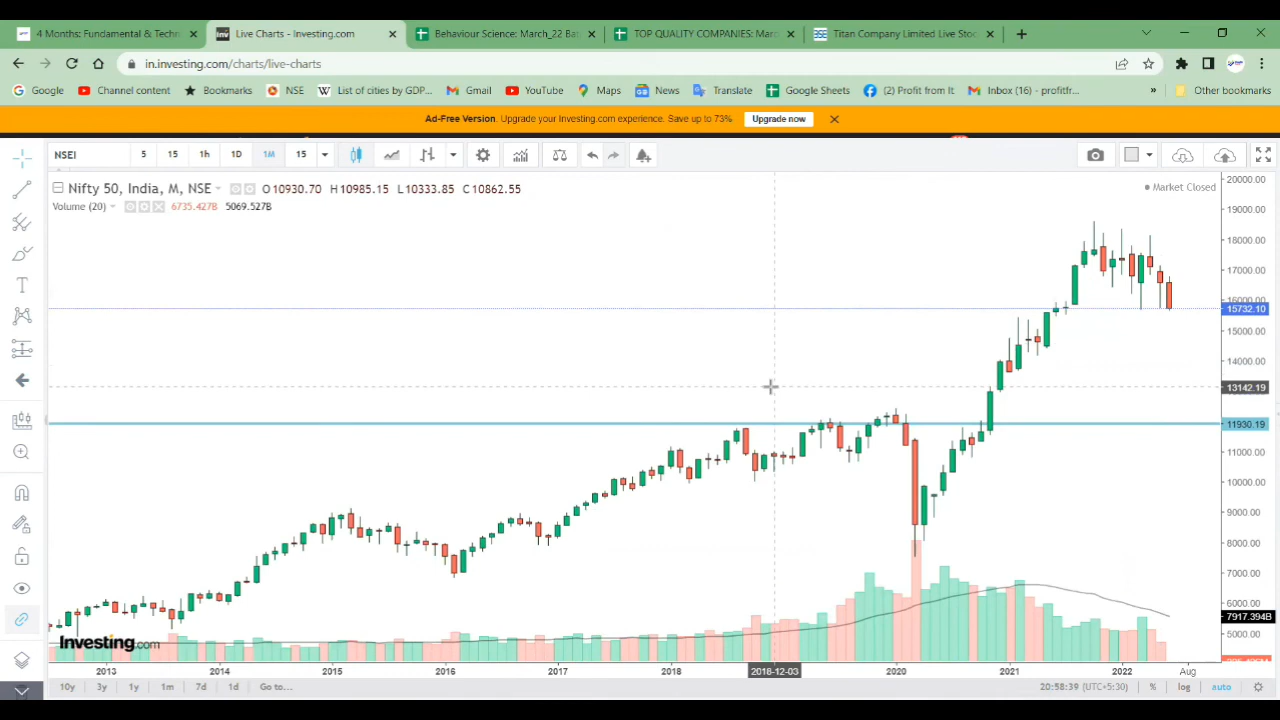 4 Months: Fundamental & Techn
Live Charts - Investing.com
Behaviour Science: March_22 Ba
TOP QUALITY COMPANIES: Marc
Titan Company Limited Live Stoc
in.investing.com/charts/live-charts
Google
Channel content
Bookmarks
NSE
List of cities by GDP...
Gmail
YouTube
Maps
News
Translate
Google Sheets
(2) Profit from It
Inbox (16) - profitfr...
»
Other bookmarks
Ad-Free Version. Upgrade your Investing.com experience. Save up to 73%
Upgrade now
NSEI
5
15
1h
1D
1M
15
Nifty 50, India, M, NSE
O10930.70 H10985.15 L10333.85 C10862.55
Market Closed
Volume (20)
6735.427B 5069.527B
20000.00
19000.00
18000.00
17000.00
16000.00
15732.10
15000.00
14000.00
13142.19
11930.19
11000.00
10000.00
9000.00
8000.00
7000.00
6000.00
7917.394B
5000.00
Investing.com
2013
2014
2015
2016
2017
2018
2018-12-03
2020
2021
2022
Aug
10y
3y
1y
1m
7d
1d
Go to...
20:58:39 (UTC+5:30)
%
log
auto